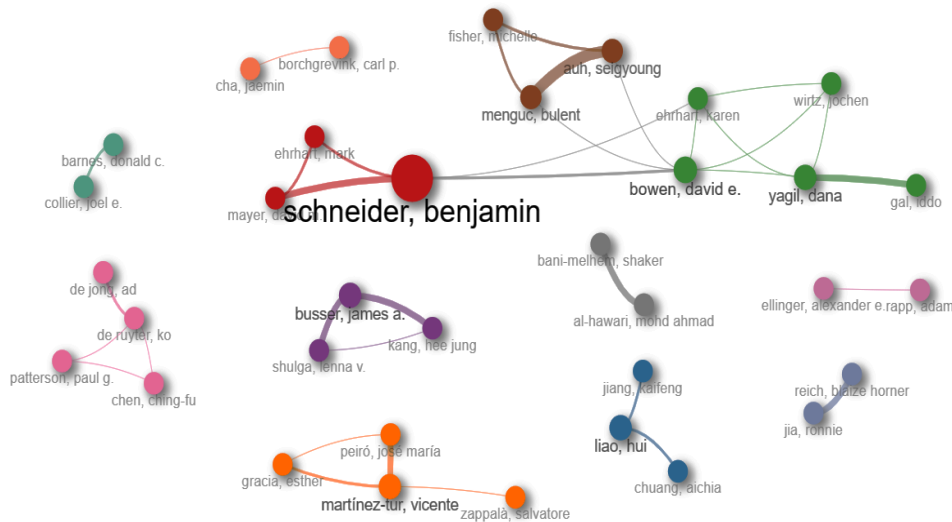 fisher, michelle
borchgrevink, carl p.
auh, seigyoung
cha, jaemin
wirtz, jochen
menguc, bulent
ehrhart, karen
ehrhart, mark
barnes, donald c.
collier, joel e.
bowen, david e.
yagil, dana
gal, iddo
mayer, david m.
schneider, benjamin
bani-melhem, shaker
de jong, ad
ellinger, alexander e.
rapp, adam
busser, james a.
al-hawari, mohd ahmad
de ruyter, ko
kang, hee jung
shulga, lenna v.
patterson, paul g.
chen, ching-fu
jiang, kaifeng
reich, blaize horner
jia, ronnie
liao, hui
peiró, josé maría
gracia, esther
chuang, aichia
martínez-tur, vicente
zappalà, salvatore